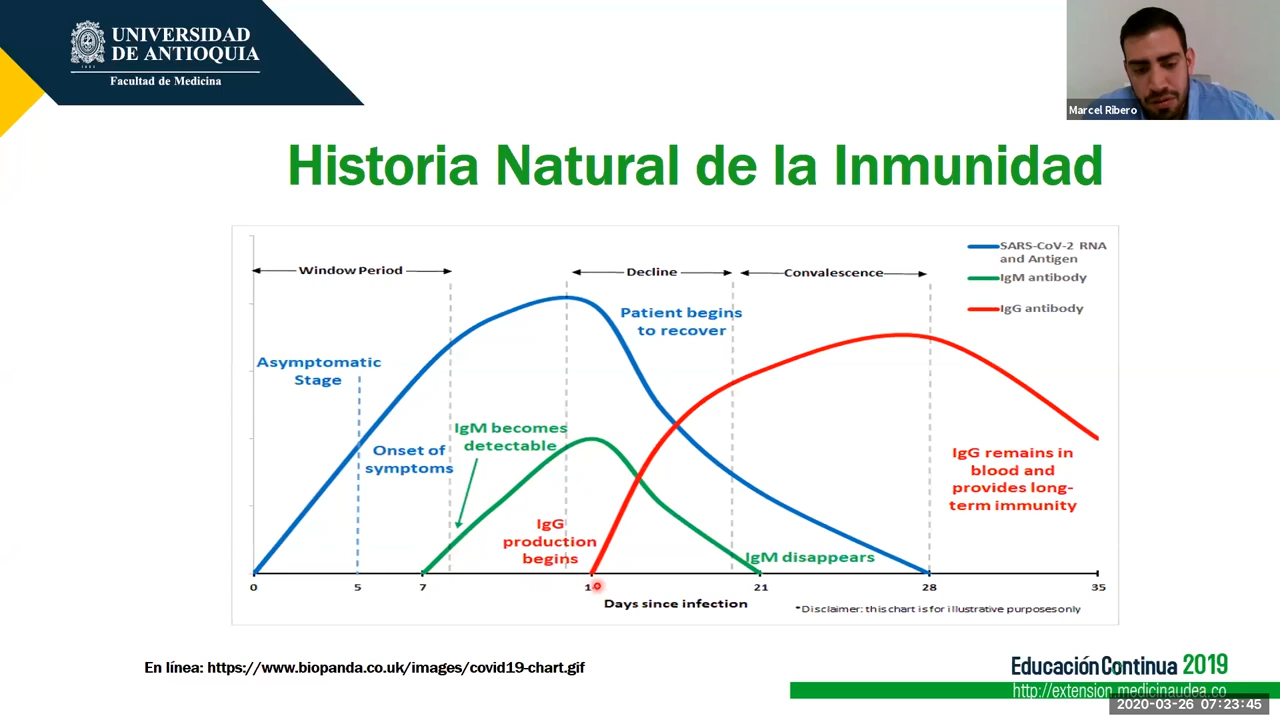 UNIVERSIDAD
DE ANTIOQUIA
1803
Facultad de Medicina
Marcel Ribero
Historia Natural de la Inmunidad
SARS-CoV-2 RNA
and Antigen
IgM antibody
IgG antibody
Window Period
Decline
Convalescence
Patient begins
to recover
Asymptomatic
Stage
Onset of
symptoms
IgM becomes
detectable
IgG
production
begins
IgM disappears
IgG remains in
blood and
provides long-
term immunity
0 5 7 21 28 35
Days since infection
*Disclaimer: this chart is for illustrative purposes only
En línea: https://www.biopanda.co.uk/images/covid19-chart.gif
Educación Continua 2019
http://extension.medicinaudea.co
2020-03-26 07:23:45